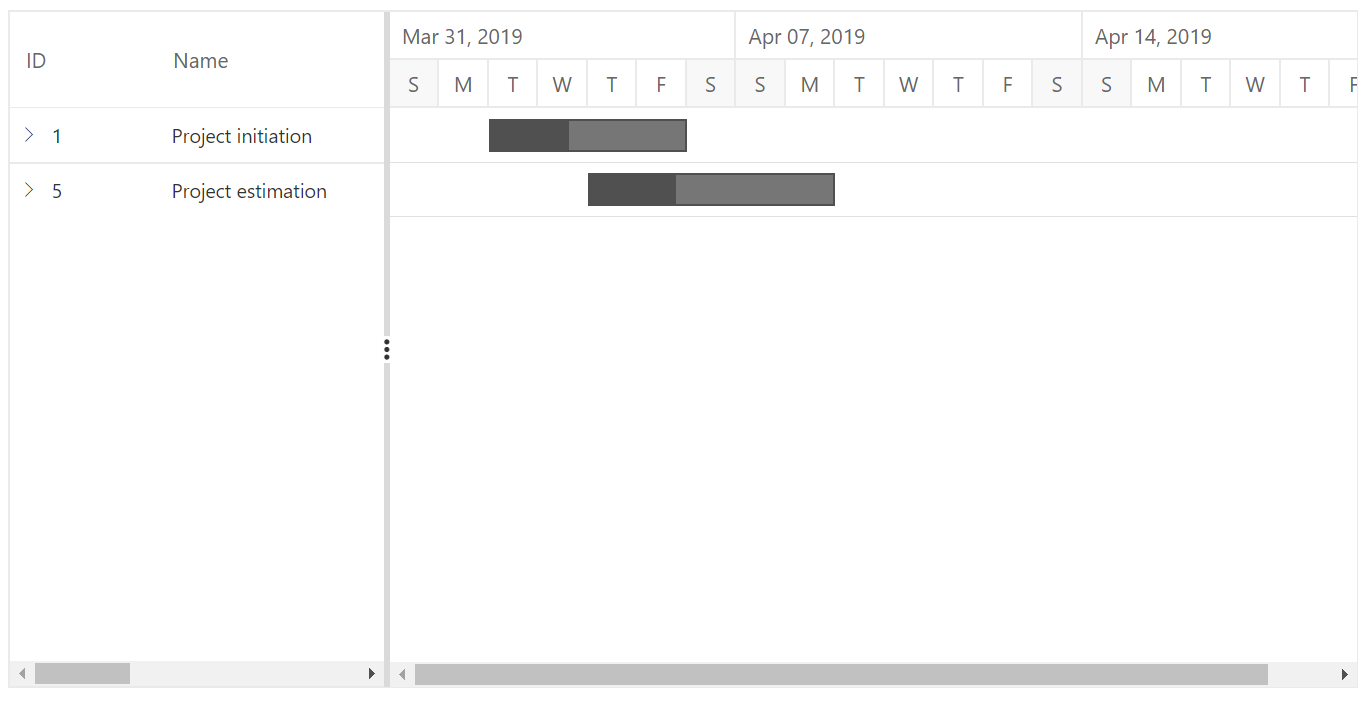 ID Name
Mar 31, 2019 Apr 07, 2019 Apr 14, 2019
S M T W T F S S M T W T F S S M T W T F
1 Project initiation
5 Project estimation